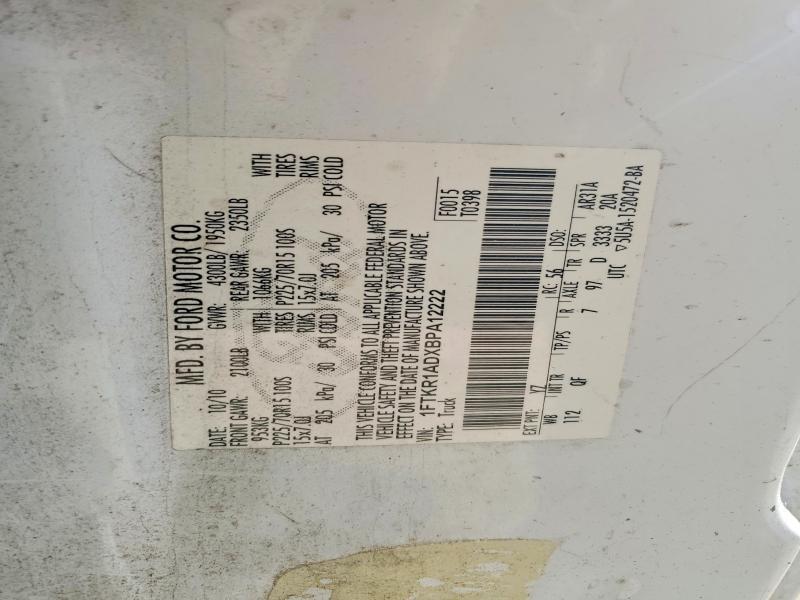 MFD. BY FORD MOTOR CO.
DATE: 10/10 GVWR: 4300LB/1950KG
FRONT GAWR: 2100LB REAR GAWR: 2350LB
953KG WITH 1066KG WITH
P225/70R15 100S TIRES P225/70R15 100S TIRES
15x7.0J RIMS 15x7.0J RIMS
AT 205 kPa/ 30 PSI COLD AT 205 kPa/ 30 PSI COLD
THIS VEHICLE CONFORMS TO ALL APPLICABLE FEDERAL MOTOR
VEHICLE SAFETY AND THEFT PREVENTION STANDARDS IN
EFFECT ON THE DATE OF MANUFACTURE SHOWN ABOVE.
VIN: 1FTKR1ADXBPA12222 F0015
TYPE: Truck T0398
EXT PNT: YZ RC: 56 DSO:
WB INT TR TP/PS R AXLE TR SPR AR31A
112 QF 7 97 D 3333 20A
UTC ▽5U5A-1520472-BA